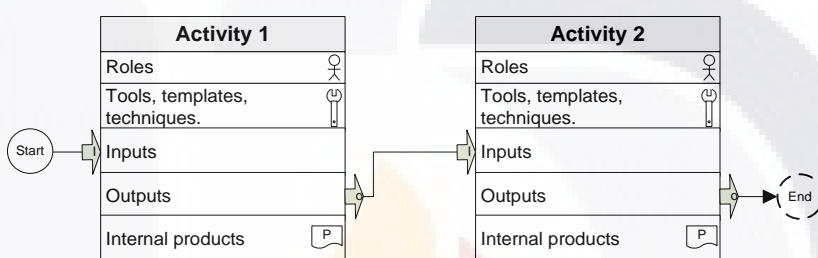 Activity 1
Roles
Tools, templates,
techniques.
Start
I
Inputs
Outputs
o
Internal products
P
Activity 2
Roles
Tools, templates,
techniques.
I
Inputs
Outputs
o
End
Internal products
P